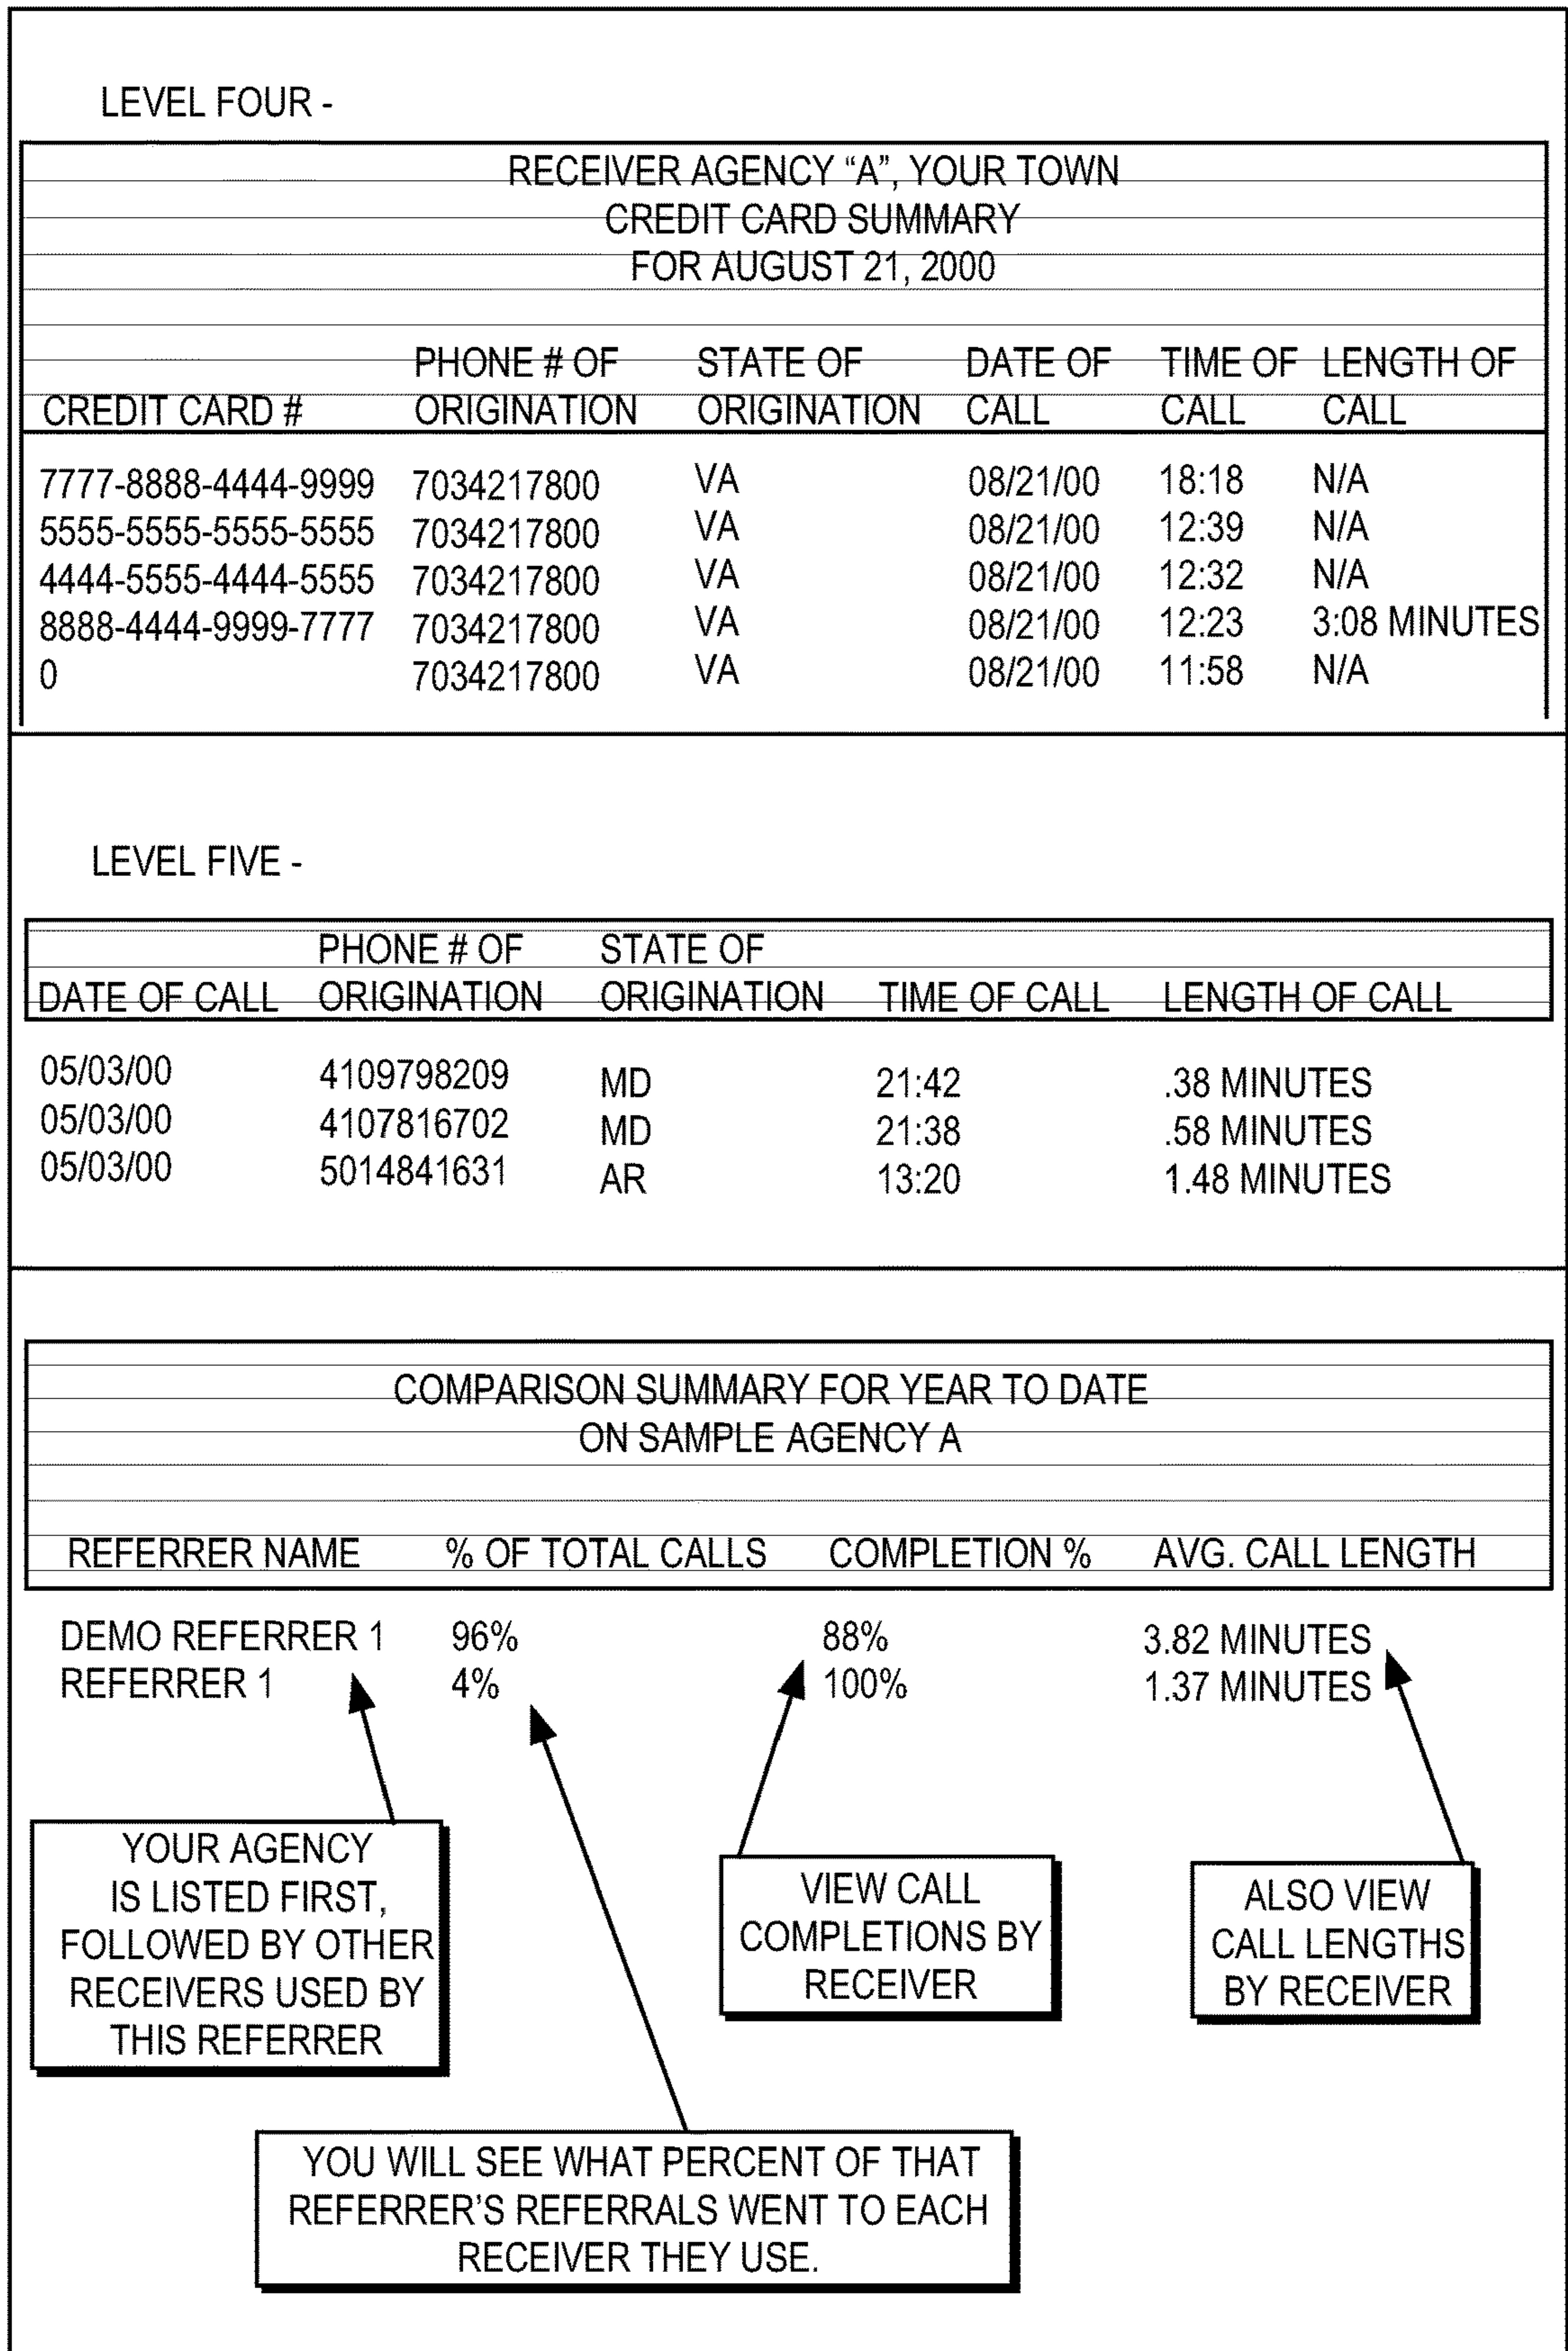 LEVEL FOUR -
RECEIVER AGENCY “A”, YOUR TOWN
CREDIT CARD SUMMARY
FOR AUGUST 21, 2000
PHONE # OF STATE OF DATE OF TIME OF LENGTH OF
CREDIT CARD # ORIGINATION ORIGINATION CALL CALL CALL
7777-8888-4444-9999 7034217800 VA 08/21/00 18:18 N/A
5555-5555-5555-5555 7034217800 VA 08/21/00 12:39 N/A
4444-5555-4444-5555 7034217800 VA 08/21/00 12:32 N/A
8888-4444-9999-7777 7034217800 VA 08/21/00 12:23 3:08 MINUTES
0 7034217800 VA 08/21/00 11:58 N/A
LEVEL FIVE -
PHONE # OF STATE OF
DATE OF CALL ORIGINATION ORIGINATION TIME OF CALL LENGTH OF CALL
05/03/00 4109798209 MD 21:42 .38 MINUTES
05/03/00 4107816702 MD 21:38 .58 MINUTES
05/03/00 5014841631 AR 13:20 1.48 MINUTES
COMPARISON SUMMARY FOR YEAR TO DATE
ON SAMPLE AGENCY A
REFERRER NAME % OF TOTAL CALLS COMPLETION % AVG. CALL LENGTH
DEMO REFERRER 1 96% 88% 3.82 MINUTES
REFERRER 1 4% 100% 1.37 MINUTES
YOUR AGENCY
IS LISTED FIRST,
FOLLOWED BY OTHER
RECEIVERS USED BY
THIS REFERRER
VIEW CALL
COMPLETIONS BY
RECEIVER
ALSO VIEW
CALL LENGTHS
BY RECEIVER
YOU WILL SEE WHAT PERCENT OF THAT
REFERRER’S REFERRALS WENT TO EACH
RECEIVER THEY USE.